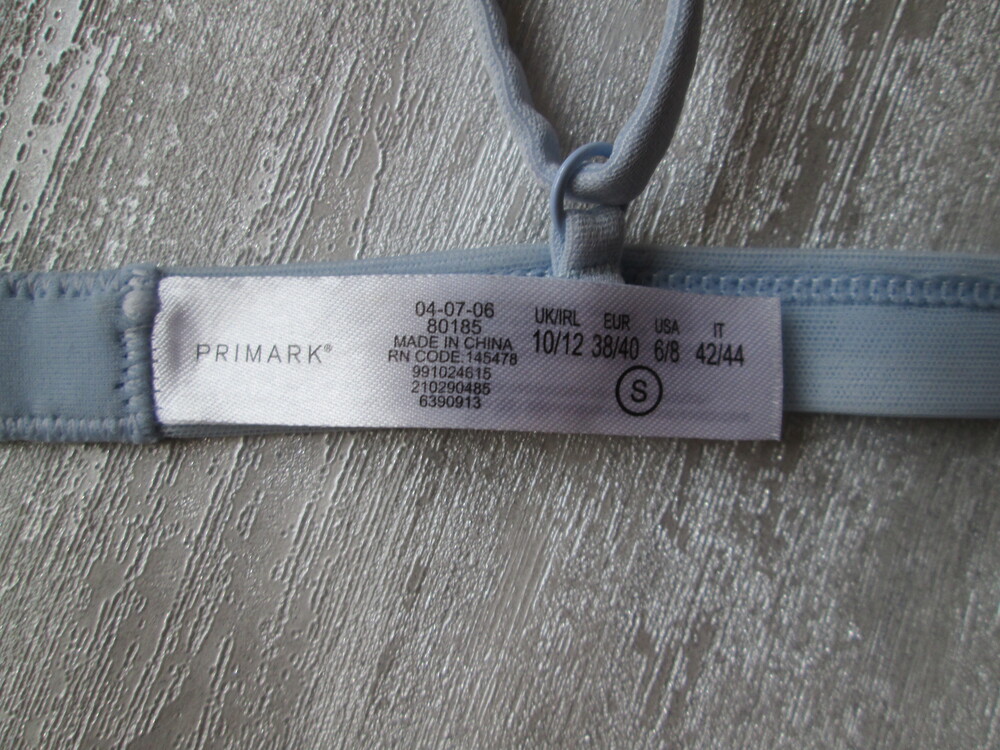 PRIMARK®
04-07-06
80185
MADE IN CHINA
RN CODE:145478
991024615
210290485
6390913
UK/IRL EUR USA IT
10/12 38/40 6/8 42/44
S